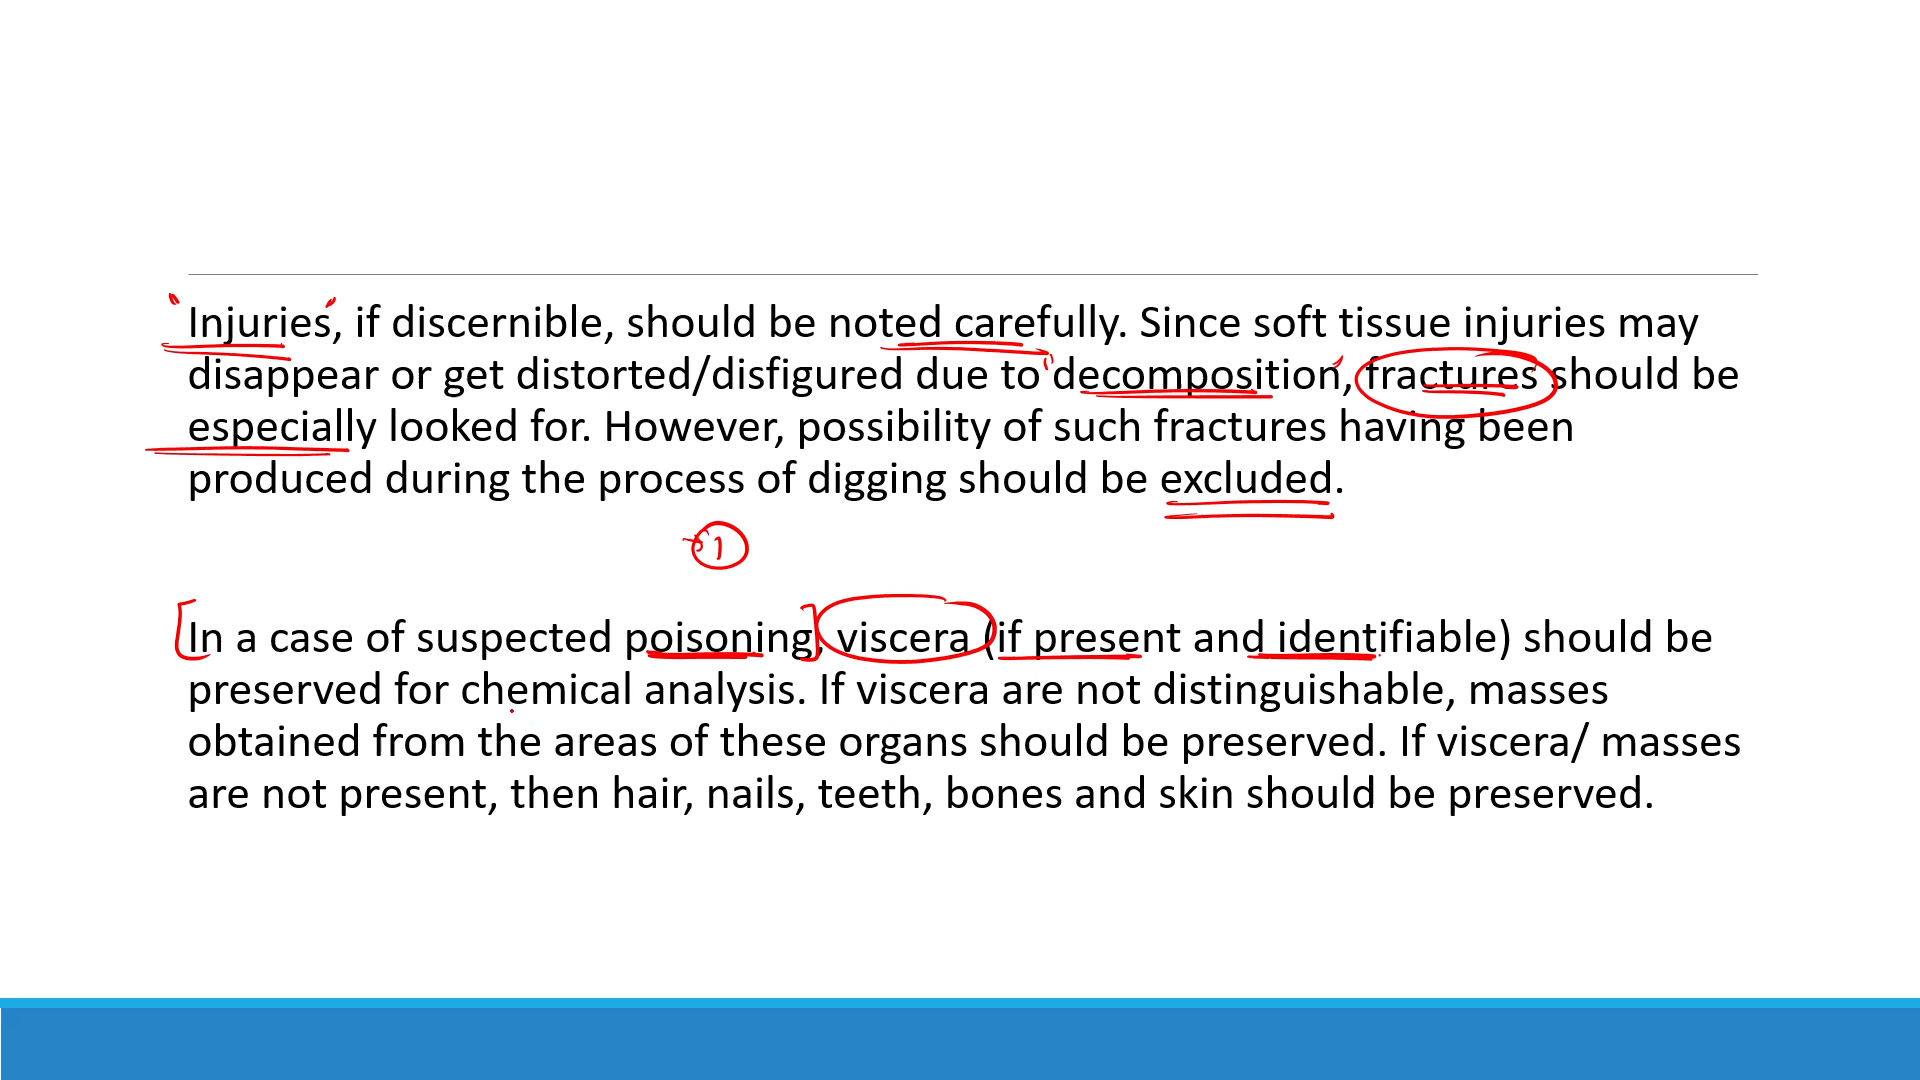 Injuries, if discernible, should be noted carefully. Since soft tissue injuries may
disappear or get distorted/disfigured due to decomposition, fractures should be
especially looked for. However, possibility of such fractures having been
produced during the process of digging should be excluded.
1
In a case of suspected poisoning, viscera (if present and identifiable) should be
preserved for chemical analysis. If viscera are not distinguishable, masses
obtained from the areas of these organs should be preserved. If viscera/ masses
are not present, then hair, nails, teeth, bones and skin should be preserved.